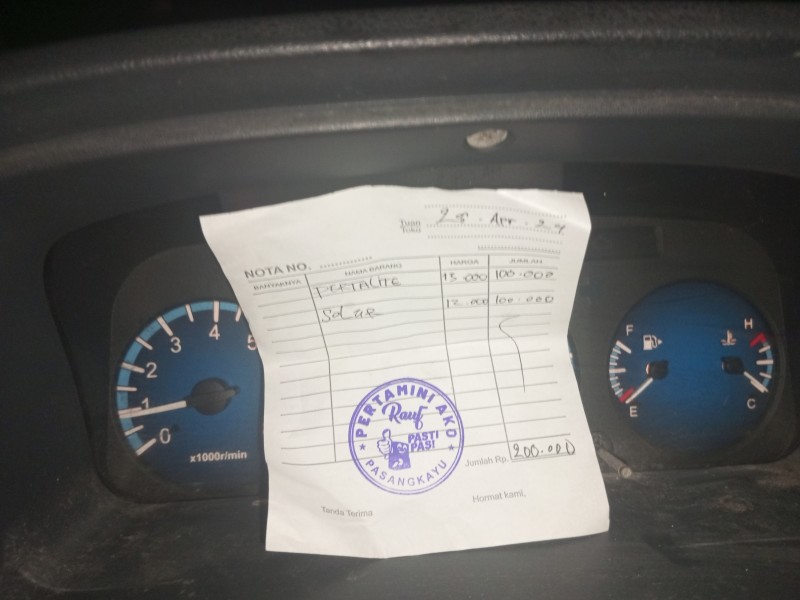 Tuan
Toko
28 . Apr . 24
NOTA NO.
BANYAKNYA NAMA BARANG HARGA JUMLAH
PERTALITE 13.000 100.000
Solar 12.000 100.000
PERTAMINI AKO
Rauf
PASTI
PAS!
PASANGKAYU
Jumlah Rp. 200.000
Tanda Terima
Hormat kami,
0 1 2 3 4 5
x1000r/min
F
E
H
C